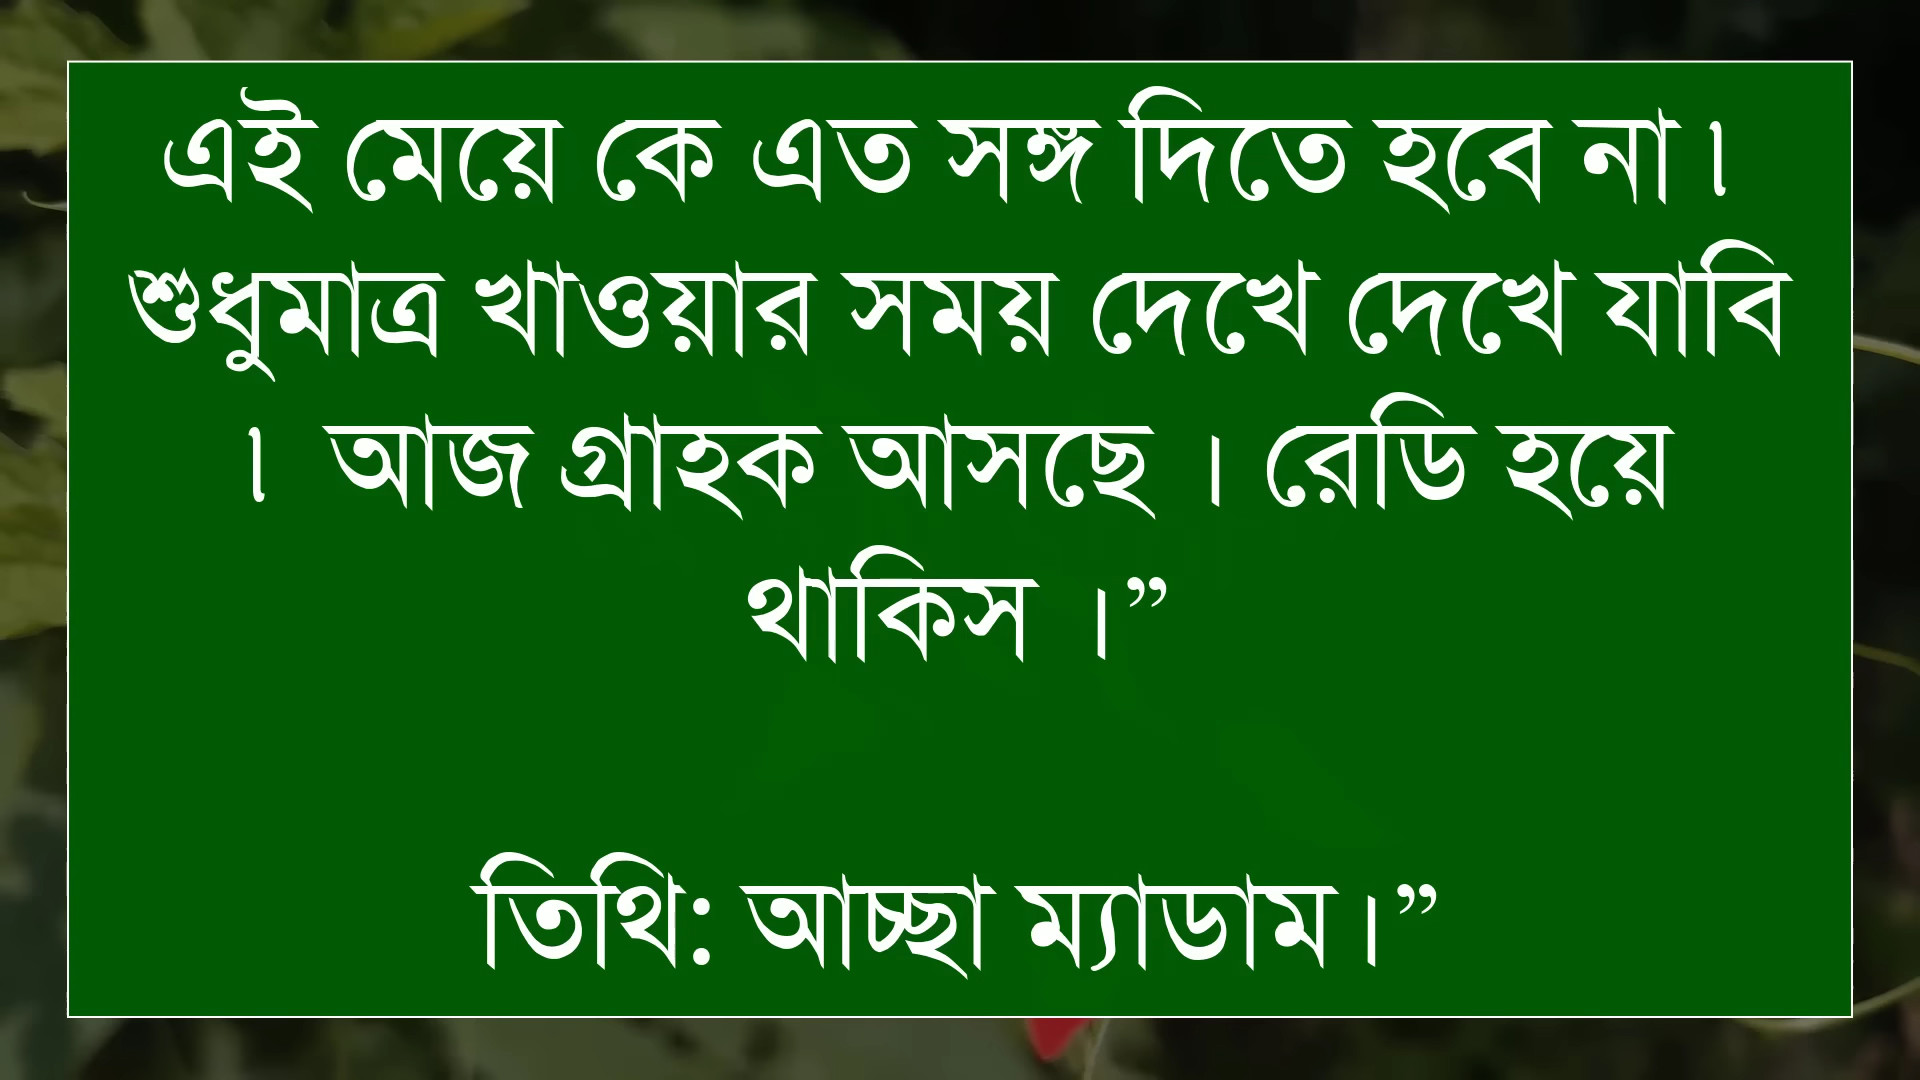 এই মেয়ে কে এত সঙ্গ দিতে হবে না।
শুধুমাত্র খাওয়ার সময় দেখে দেখে যাবি
। আজ গ্রাহক আসছে । রেডি হয়ে
থাকিস ।”
তিথি: আচ্ছা ম্যাডাম।”